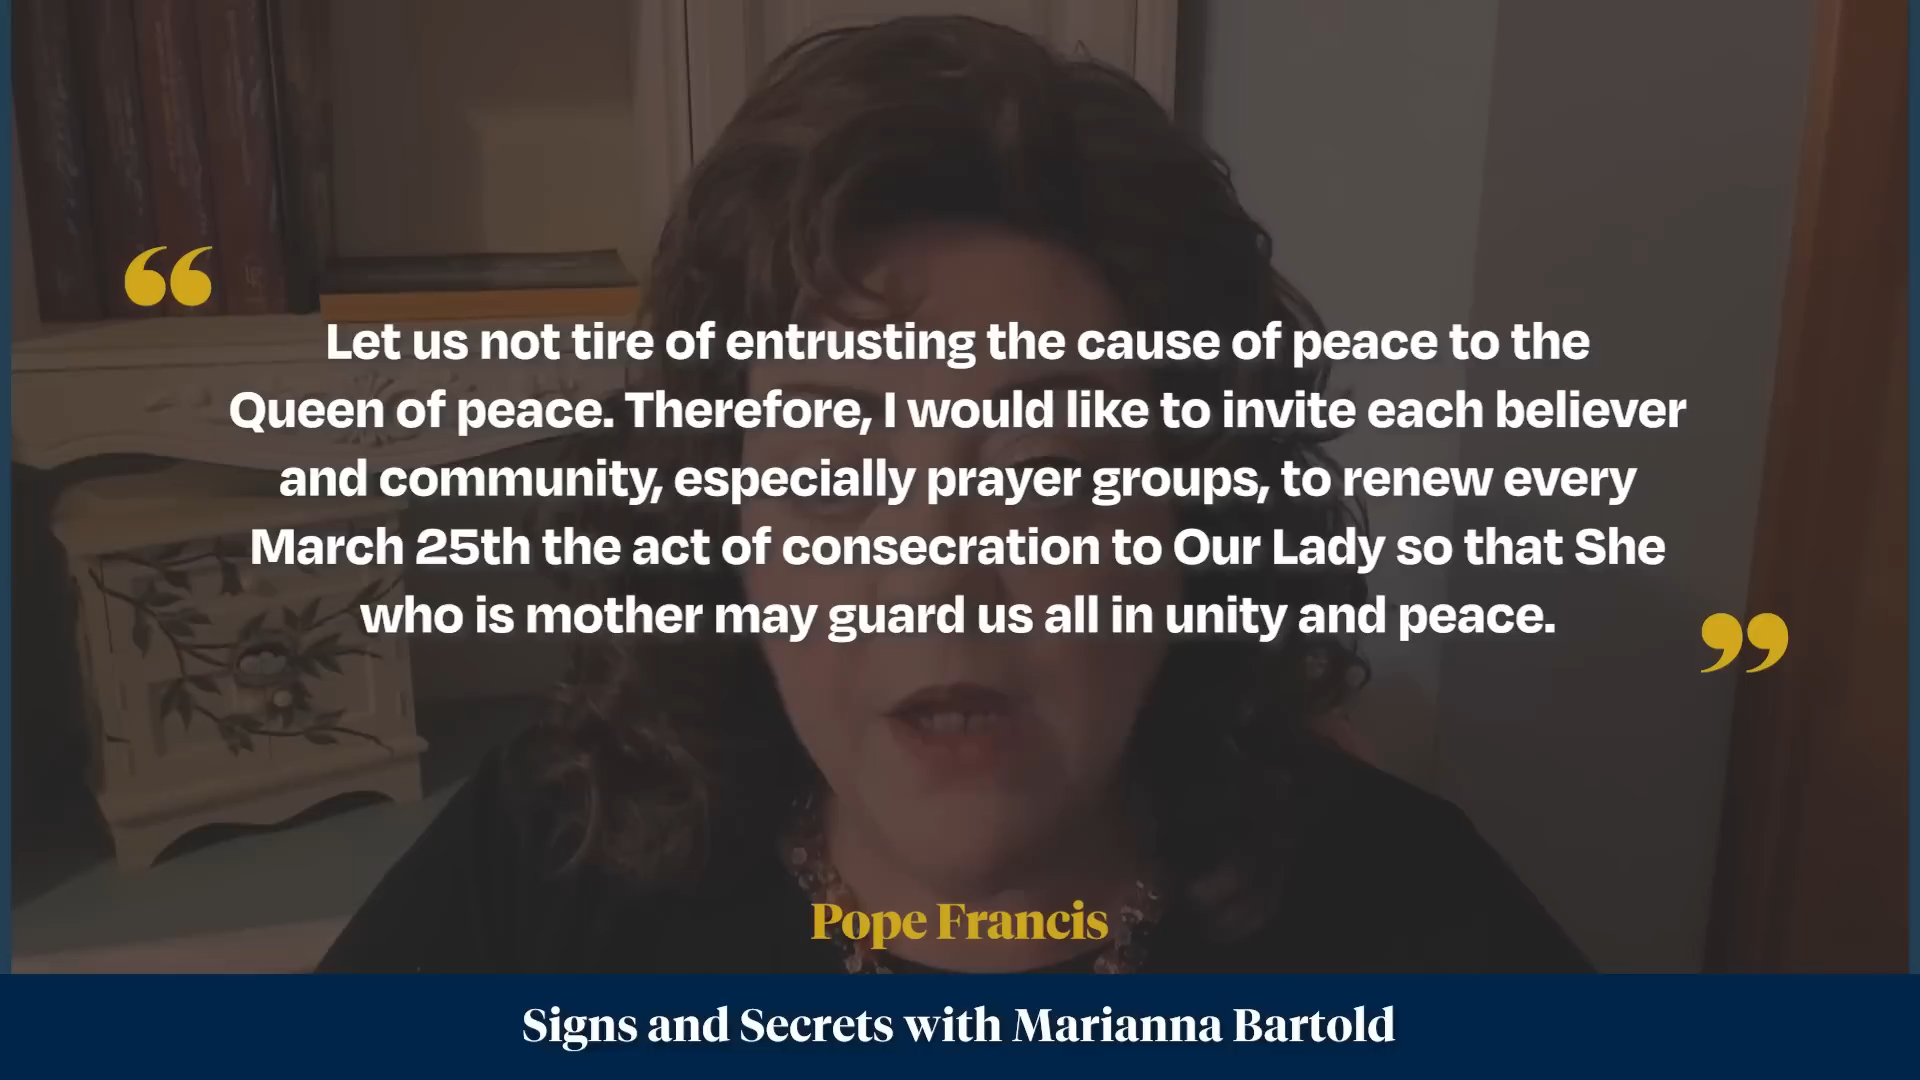 “
Let us not tire of entrusting the cause of peace to the
Queen of peace. Therefore, I would like to invite each believer
and community, especially prayer groups, to renew every
March 25th the act of consecration to Our Lady so that She
who is mother may guard us all in unity and peace.
”
Pope Francis
Signs and Secrets with Marianna Bartold